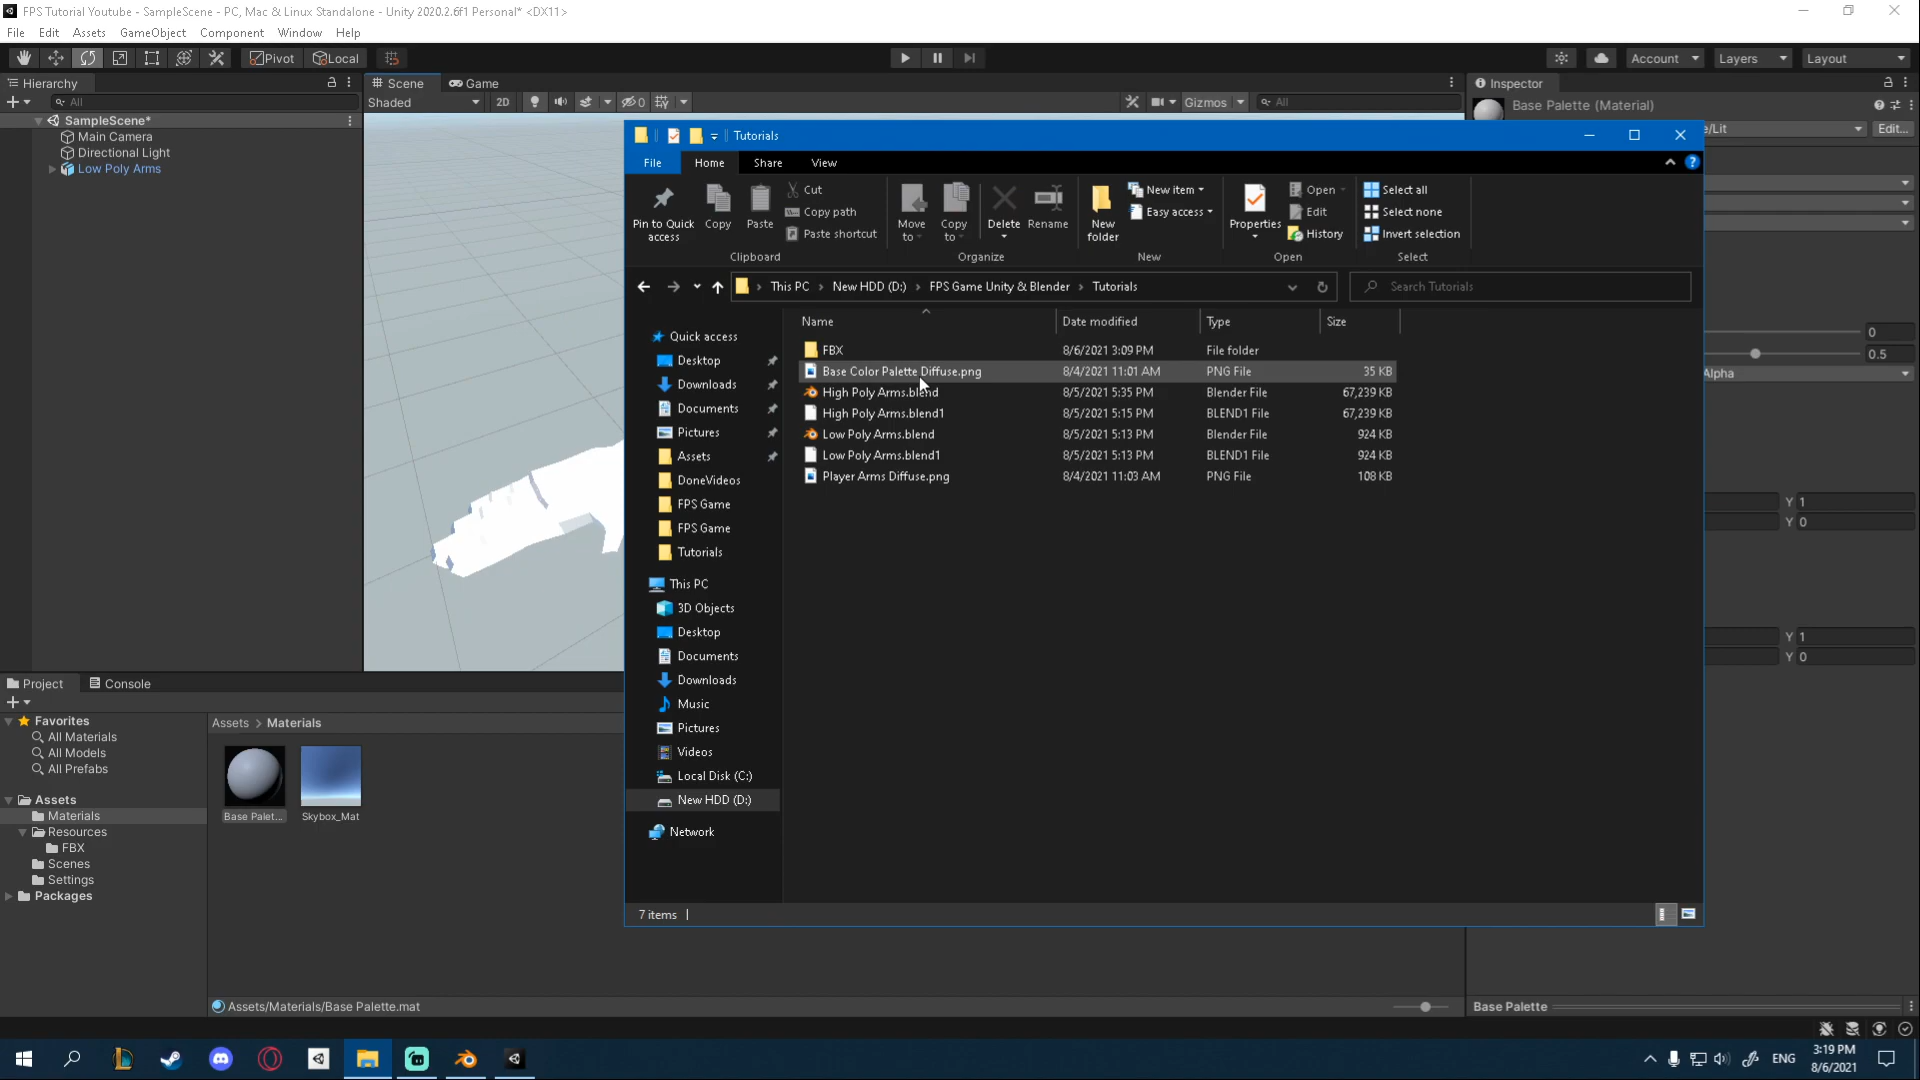 FPS Tutorial Youtube - SampleScene - PC, Mac & Linux Standalone - Unity 2020.2.6f1 Personal* <DX11>
File Edit Assets GameObject Component Window Help
Pivot Local Account Layers Layout
Hierarchy Scene Game Inspector
All Shaded 2D 0 Gizmos All Base Palette (Material)
SampleScene*
Main Camera
Directional Light
Low Poly Arms
e/Lit Edit...
0
0.5
Alpha
Y 1
Y 0
Y 1
Y 0
Tutorials
File Home Share View
Pin to Quick access
Copy
Paste
Cut
Copy path
Paste shortcut
Clipboard
Move to
Copy to
Delete
Rename
Organize
New folder
New item
Easy access
New
Properties
Open
Edit
History
Open
Select all
Select none
Invert selection
Select
This PC > New HDD (D:) > FPS Game Unity & Blender > Tutorials Search Tutorials
Name Date modified Type Size
FBX 8/6/2021 3:09 PM File folder
Base Color Palette Diffuse.png 8/4/2021 11:01 AM PNG File 35 KB
High Poly Arms.blend 8/5/2021 5:35 PM Blender File 67,239 KB
High Poly Arms.blend1 8/5/2021 5:15 PM BLEND1 File 67,239 KB
Low Poly Arms.blend 8/5/2021 5:13 PM Blender File 924 KB
Low Poly Arms.blend1 8/5/2021 5:13 PM BLEND1 File 924 KB
Player Arms Diffuse.png 8/4/2021 11:03 AM PNG File 108 KB
Quick access
Desktop
Downloads
Documents
Pictures
Assets
DoneVideos
FPS Game
FPS Game
Tutorials
This PC
3D Objects
Desktop
Documents
Downloads
Music
Pictures
Videos
Local Disk (C:)
New HDD (D:)
Network
7 items
Project Console
Favorites
All Materials
All Models
All Prefabs
Assets
Materials
Resources
FBX
Scenes
Settings
Packages
Assets > Materials
Base Palet... Skybox_Mat
Assets/Materials/Base Palette.mat
Base Palette
ENG
3:19 PM
8/6/2021